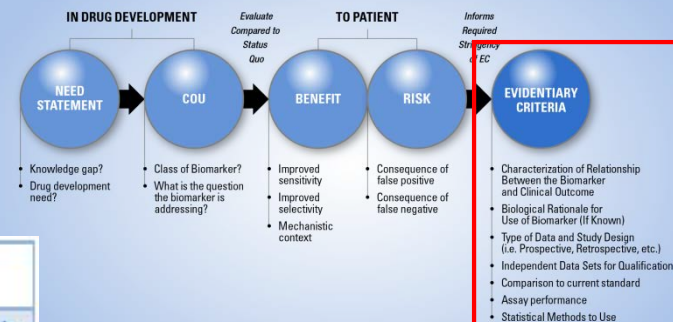 IN DRUG DEVELOPMENT
Evaluate
Compared to
Status
Quo
TO PATIENT
Informs
Required
Stringency
of EC
NEED
STATEMENT
COU
BENEFIT
RISK
EVIDENTIARY
CRITERIA
• Knowledge gap?
• Drug development
need?
• Class of Biomarker?
• What is the question
the biomarker is
addressing?
• Improved
sensitivity
• Improved
selectivity
• Mechanistic
context
• Consequence of
false positive
• Consequence of
false negative
• Characterization of Relationship
Between the Biomarker
and Clinical Outcome
• Biological Rationale for
Use of Biomarker (If Known)
• Type of Data and Study Design
(i.e. Prospective, Retrospective, etc.)
• Independent Data Sets for Qualification
• Comparison to current standard
• Assay performance
• Statistical Methods to Use